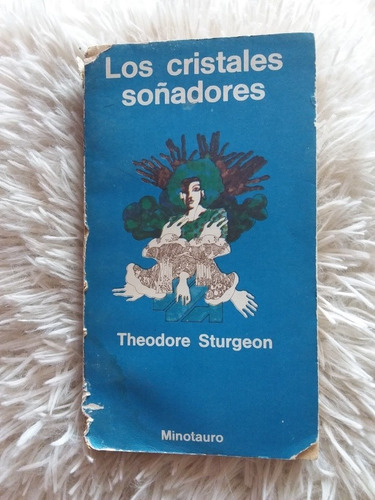 Los cristales
soñadores
Theodore Sturgeon
Minotauro